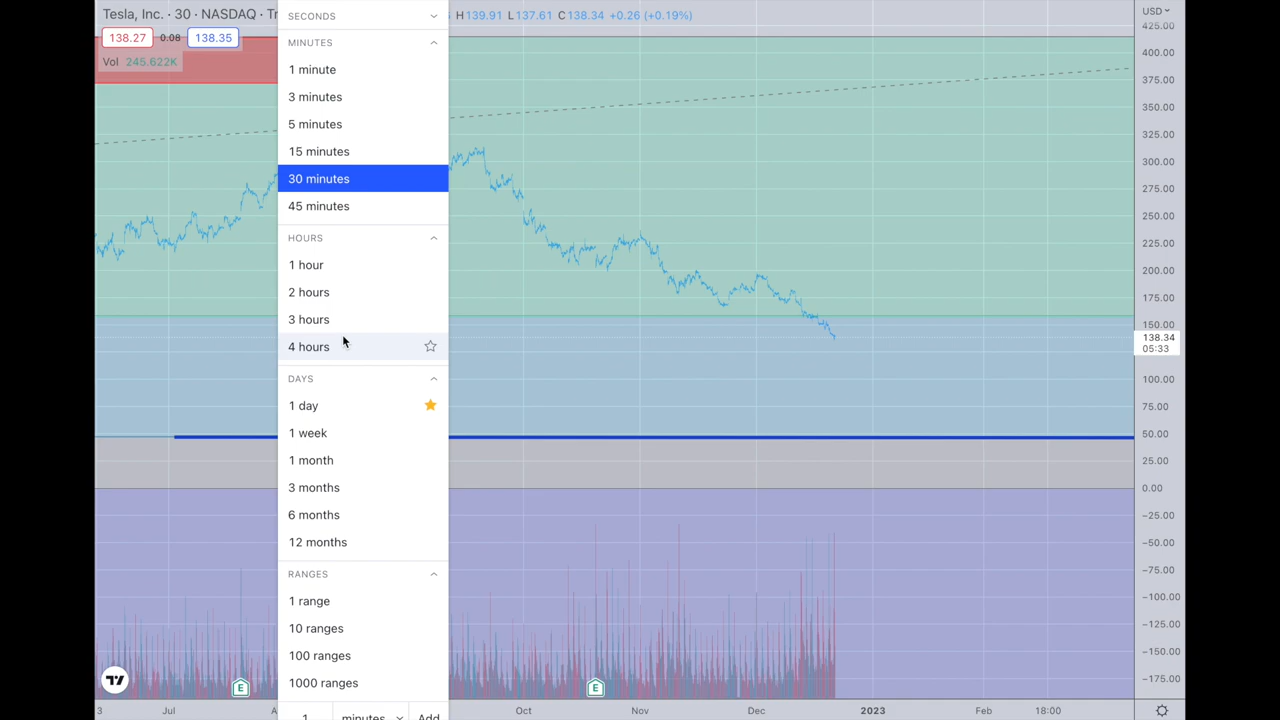 Tesla, Inc. · 30 · NASDAQ · Tr
H139.91 L137.61 C138.34 +0.26 (+0.19%)
138.27 0.08 138.35
Vol 245.622K
SECONDS
MINUTES
1 minute
3 minutes
5 minutes
15 minutes
30 minutes
45 minutes
HOURS
1 hour
2 hours
3 hours
4 hours
DAYS
1 day
1 week
1 month
3 months
6 months
12 months
RANGES
1 range
10 ranges
100 ranges
1000 ranges
1 minutes Add
USD
425.00
400.00
375.00
350.00
325.00
300.00
275.00
250.00
225.00
200.00
175.00
150.00
138.34
05:33
100.00
75.00
50.00
25.00
0.00
−25.00
−50.00
−75.00
−100.00
−125.00
−150.00
−175.00
E
E
3 Jul A Oct Nov Dec 2023 Feb 18:00